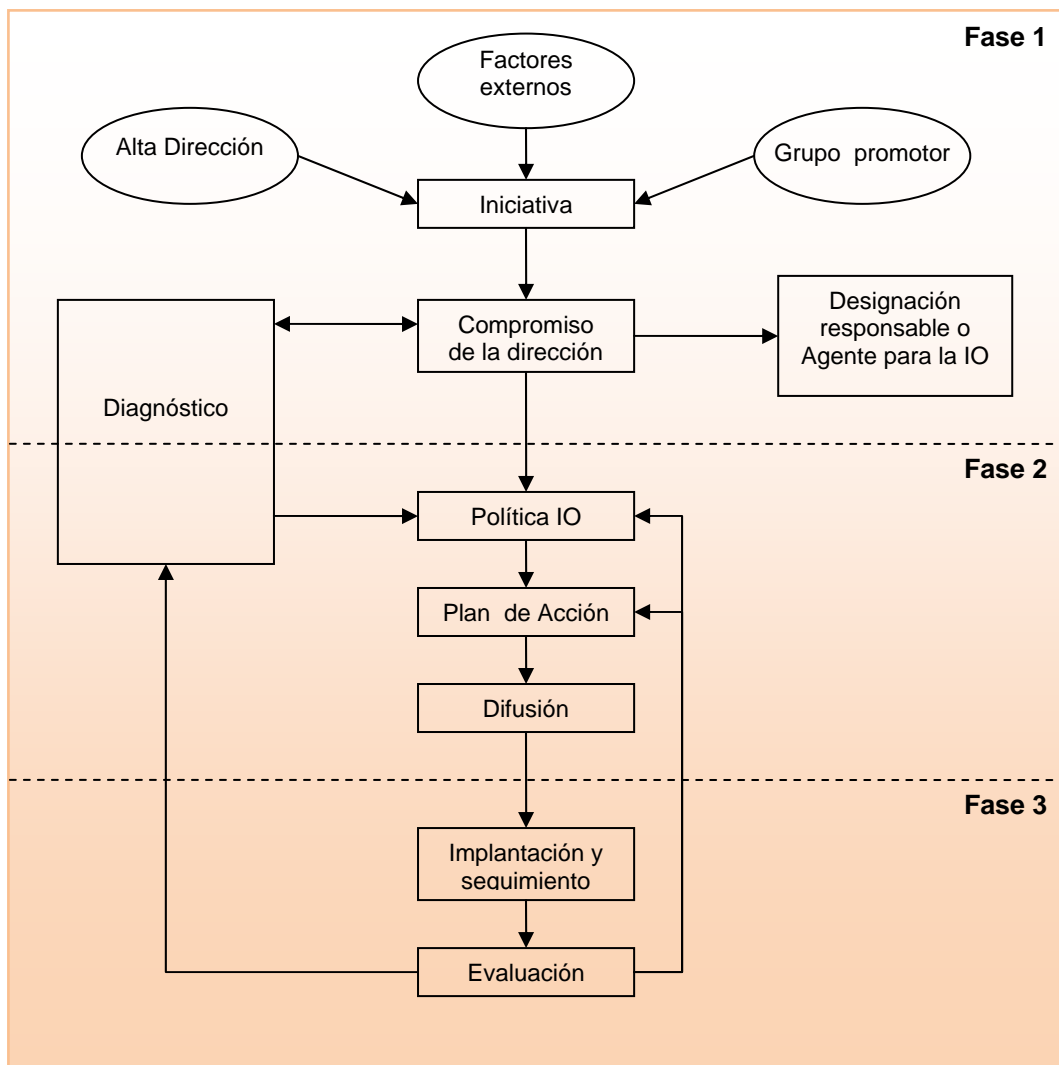 Fase 1
Factores
externos
Alta Dirección
Grupo promotor
Iniciativa
Compromiso
de la dirección
Designación
responsable o
Agente para la IO
Diagnóstico
Fase 2
Política IO
Plan de Acción
Difusión
Fase 3
Implantación y
seguimiento
Evaluación